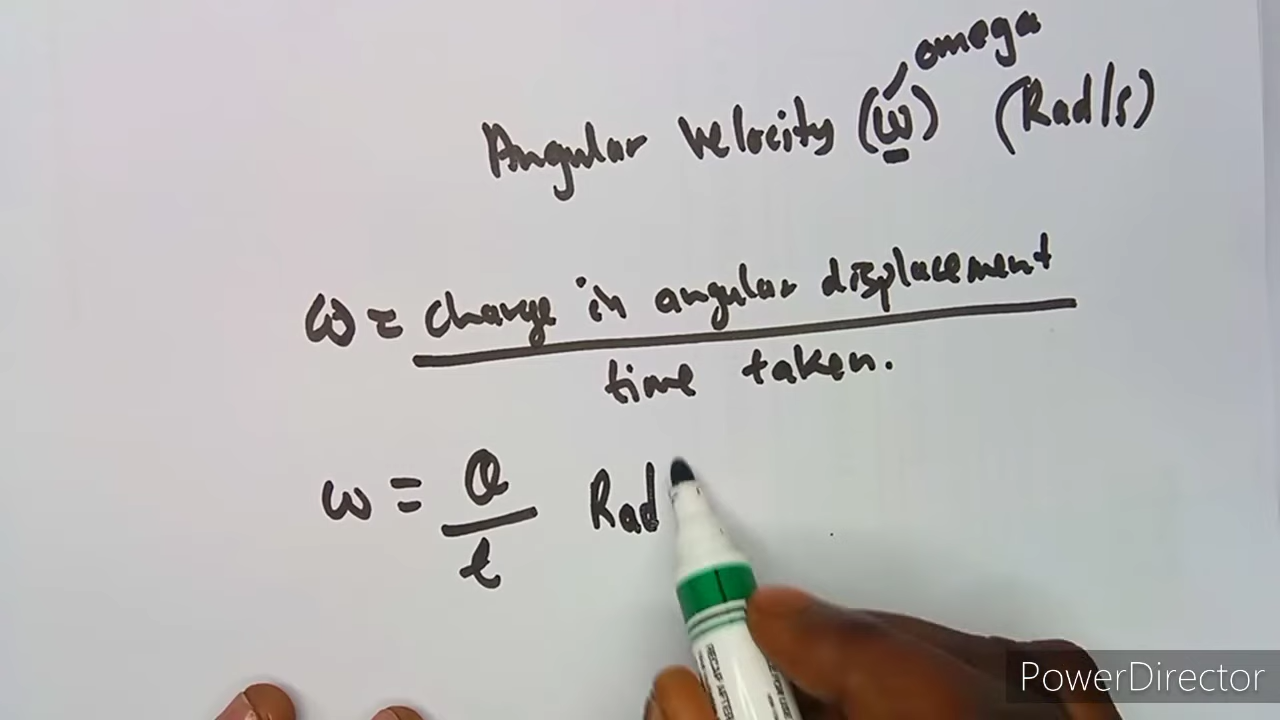 omega
Angular Velocity (ω) (Rad/s)
ω = change in angular displacement
time taken.
ω = θ
t
Rad
PowerDirector